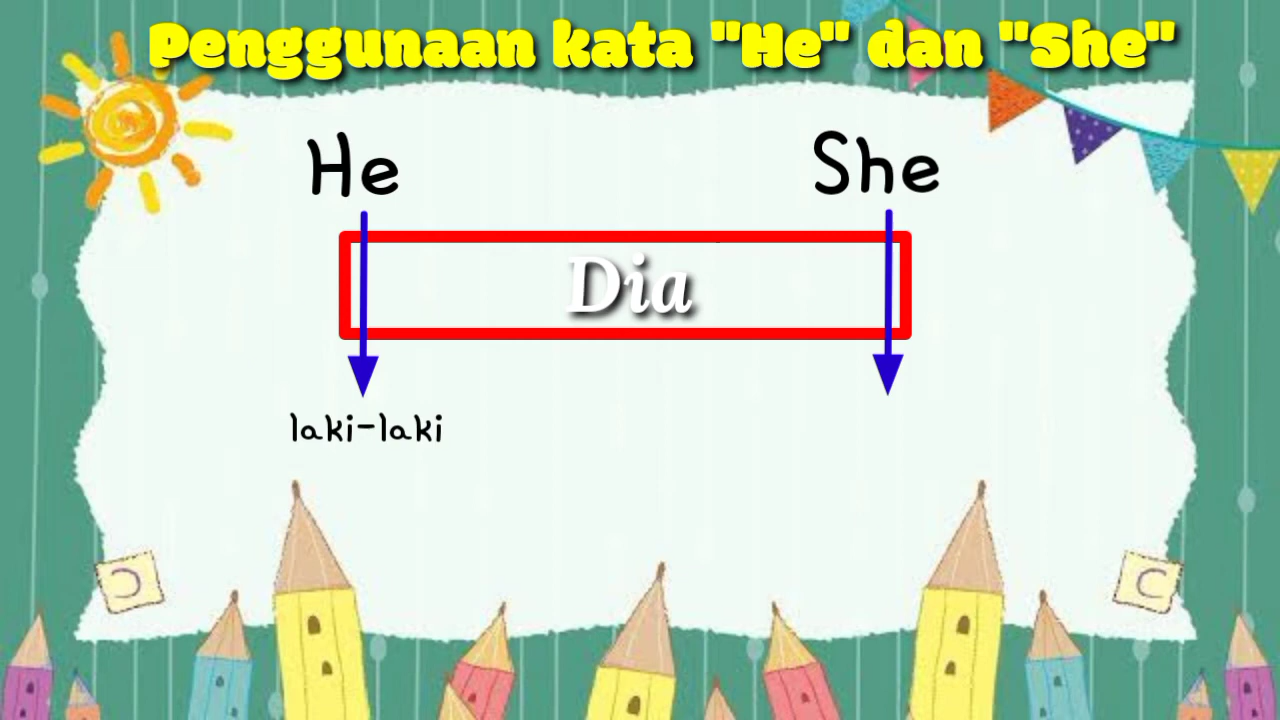 Penggunaan kata "He" dan "She"
He She
Dia
laki-laki
C